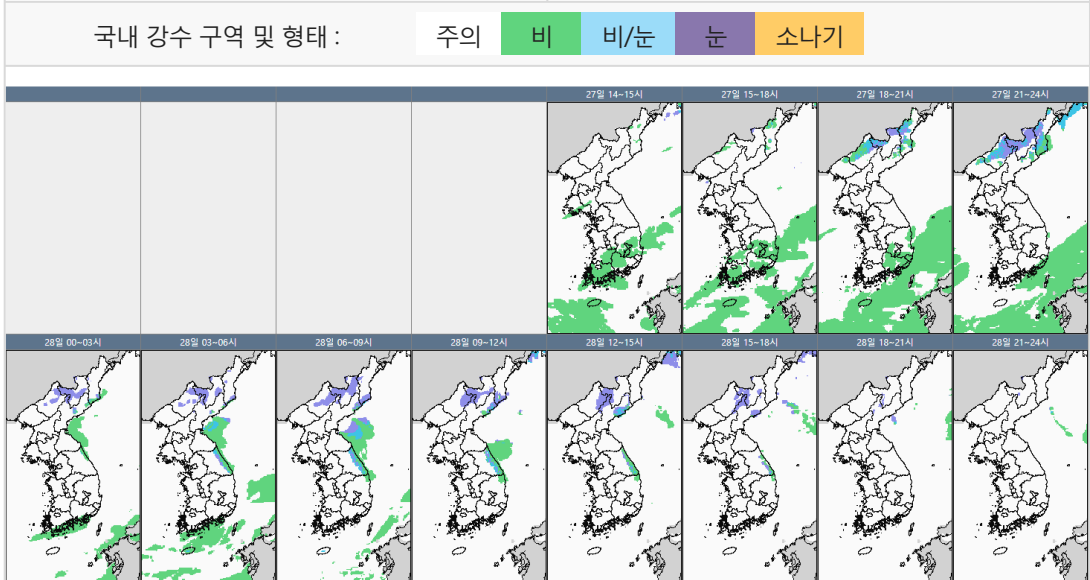 국내 강수 구역 및 형태 : 주의 비 비/눈 눈 소나기
27일 14~15시 27일 15~18시 27일 18~21시 27일 21~24시
28일 00~03시 28일 03~06시 28일 06~09시 28일 09~12시 28일 12~15시 28일 15~18시 28일 18~21시 28일 21~24시